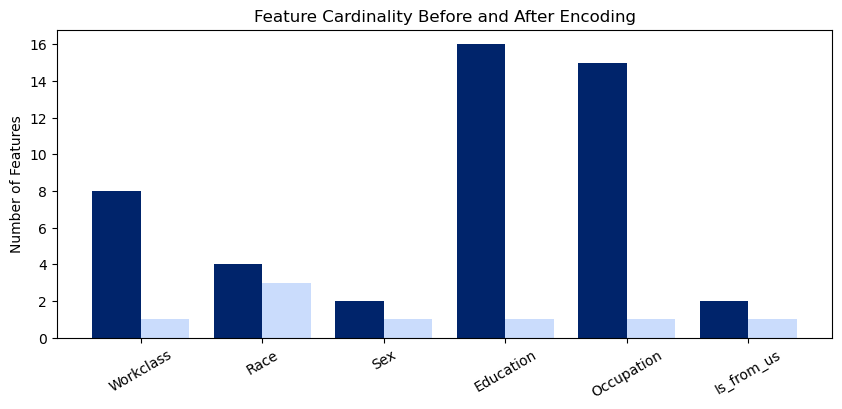 Feature Cardinality Before and After Encoding
Number of Features
16
14
12
10
8
6
4
2
0
Workclass
Race
Sex
Education
Occupation
Is_from_us